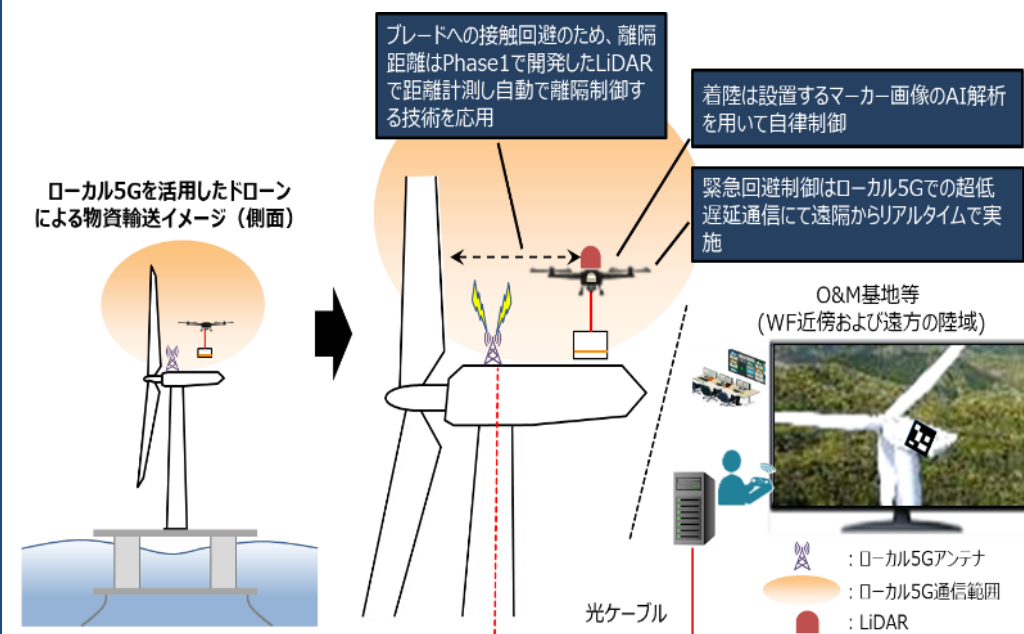 ブレードへの接触回避のため、離隔
距離はPhase1で開発したLiDAR
で距離計測し自動で離隔制御す
る技術を応用
着陸は設置するマーカー画像のAI解析
を用いて自律制御
緊急回避制御はローカル5Gでの超低
遅延通信にて遠隔からリアルタイムで実
施
ローカル5Gを活用したドローン
による物資輸送イメージ（側面）
O&M基地等
(WF近傍および遠方の陸域)
光ケーブル
：ローカル5Gアンテナ
：ローカル5G通信範囲
：LiDAR